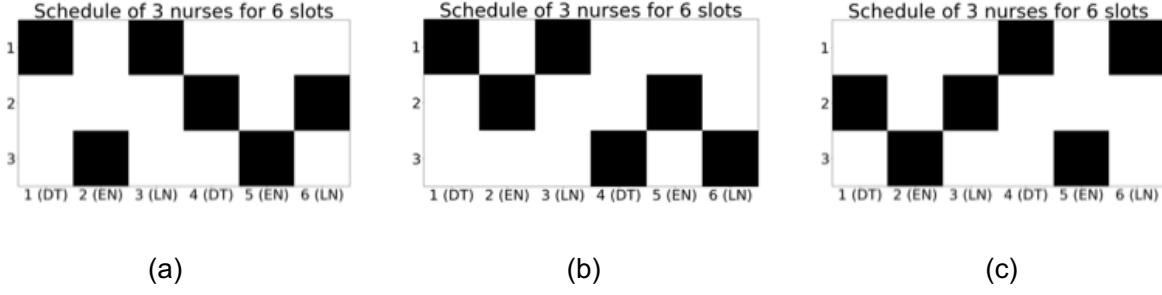 Schedule of 3 nurses for 6 slots
1
2
3
1 (DT) 2 (EN) 3 (LN) 4 (DT) 5 (EN) 6 (LN)
(a)
Schedule of 3 nurses for 6 slots
1
2
3
1 (DT) 2 (EN) 3 (LN) 4 (DT) 5 (EN) 6 (LN)
(b)
Schedule of 3 nurses for 6 slots
1
2
3
1 (DT) 2 (EN) 3 (LN) 4 (DT) 5 (EN) 6 (LN)
(c)